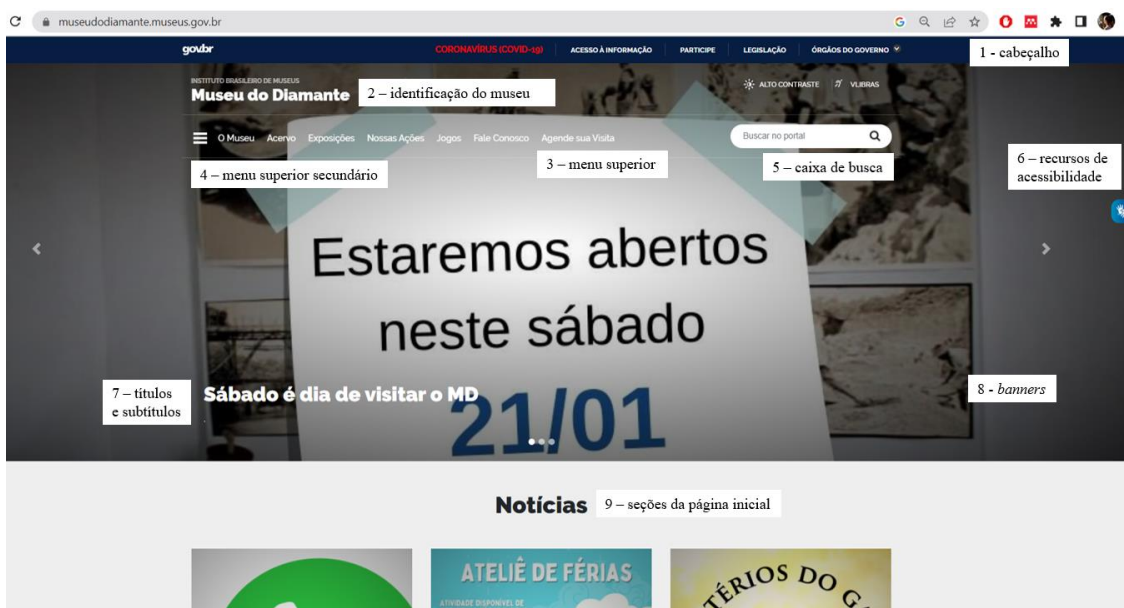 museudodiamante.museus.gov.br
gov.br
CORONAVÍRUS (COVID-19)
ACESSO À INFORMAÇÃO
PARTICIPE
LEGISLAÇÃO
ÓRGÃOS DO GOVERNO
1 - cabeçalho
INSTITUTO BRASILEIRO DE MUSEUS
Museu do Diamante
2 – identificação do museu
ALTO CONTRASTE
VLIBRAS
O Museu
Acervo
Exposições
Nossas Ações
Jogos
Fale Conosco
Agende sua Visita
Buscar no portal
3 – menu superior
4 – menu superior secundário
5 – caixa de busca
6 – recursos de
acessibilidade
Estaremos abertos
neste sábado
21/01
7 – títulos
e subtítulos
Sábado é dia de visitar o MD
8 - banners
Notícias
9 – seções da página inicial
ATELIÊ DE FÉRIAS
ATIVIDADE DISPONÍVEL DE